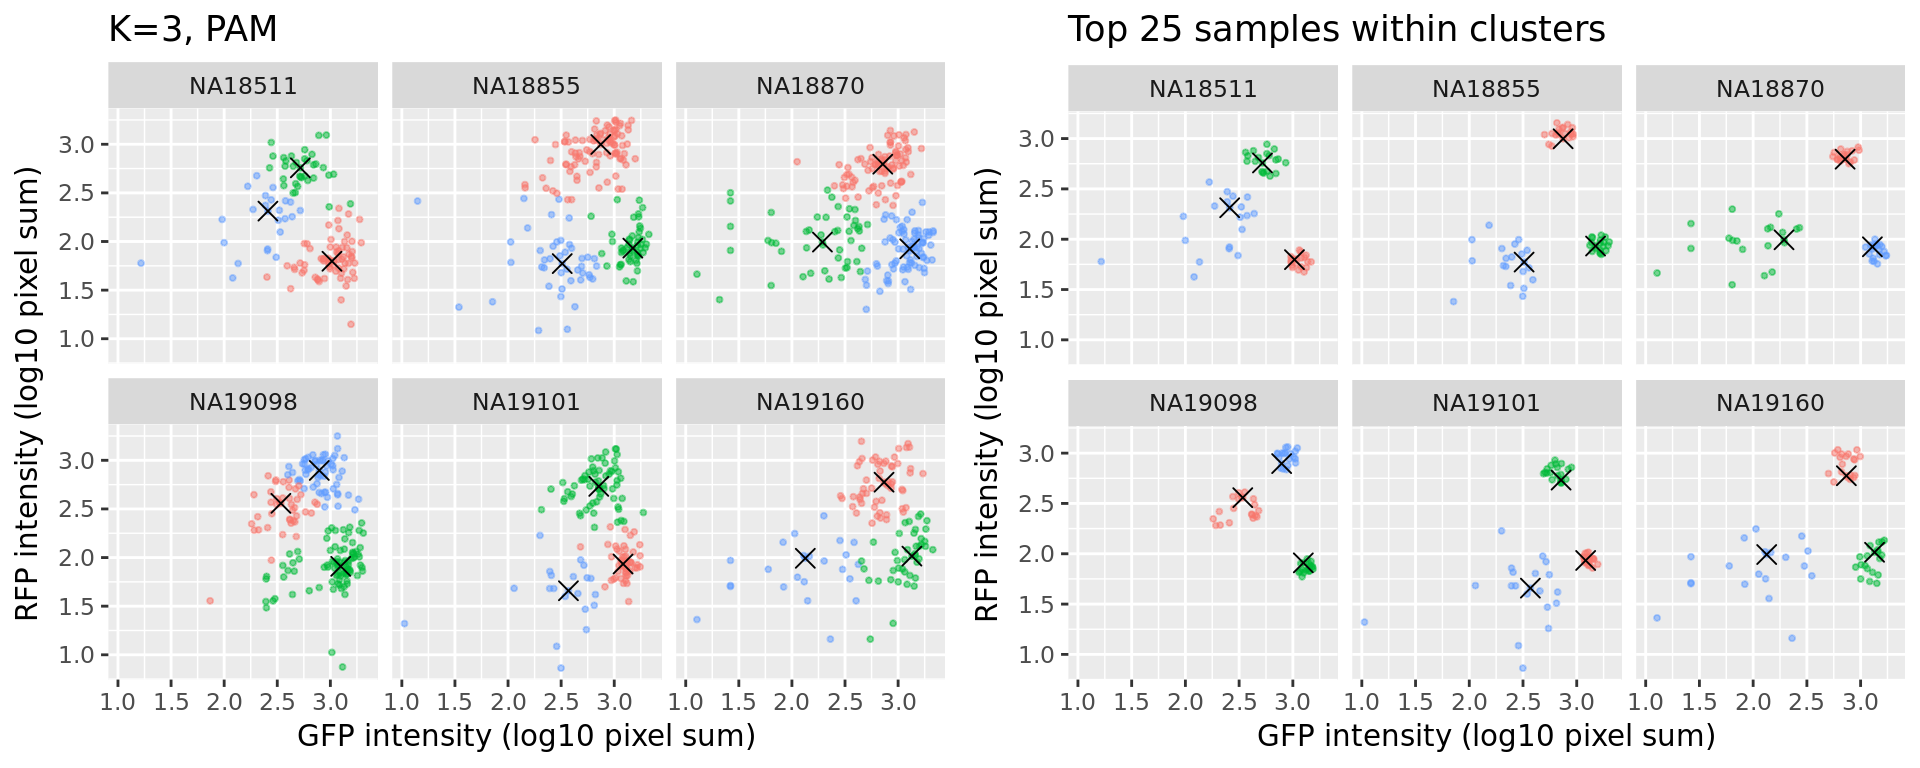 K=3, PAM
NA18511 NA18855 NA18870
3.0
2.5
2.0
1.5
1.0
NA19098 NA19101 NA19160
3.0
2.5
2.0
1.5
1.0
1.0 1.5 2.0 2.5 3.0 1.0 1.5 2.0 2.5 3.0 1.0 1.5 2.0 2.5 3.0
GFP intensity (log10 pixel sum)
RFP intensity (log10 pixel sum)
Top 25 samples within clusters
NA18511 NA18855 NA18870
3.0
2.5
2.0
1.5
1.0
NA19098 NA19101 NA19160
3.0
2.5
2.0
1.5
1.0
1.0 1.5 2.0 2.5 3.0 1.0 1.5 2.0 2.5 3.0 1.0 1.5 2.0 2.5 3.0
GFP intensity (log10 pixel sum)
RFP intensity (log10 pixel sum)